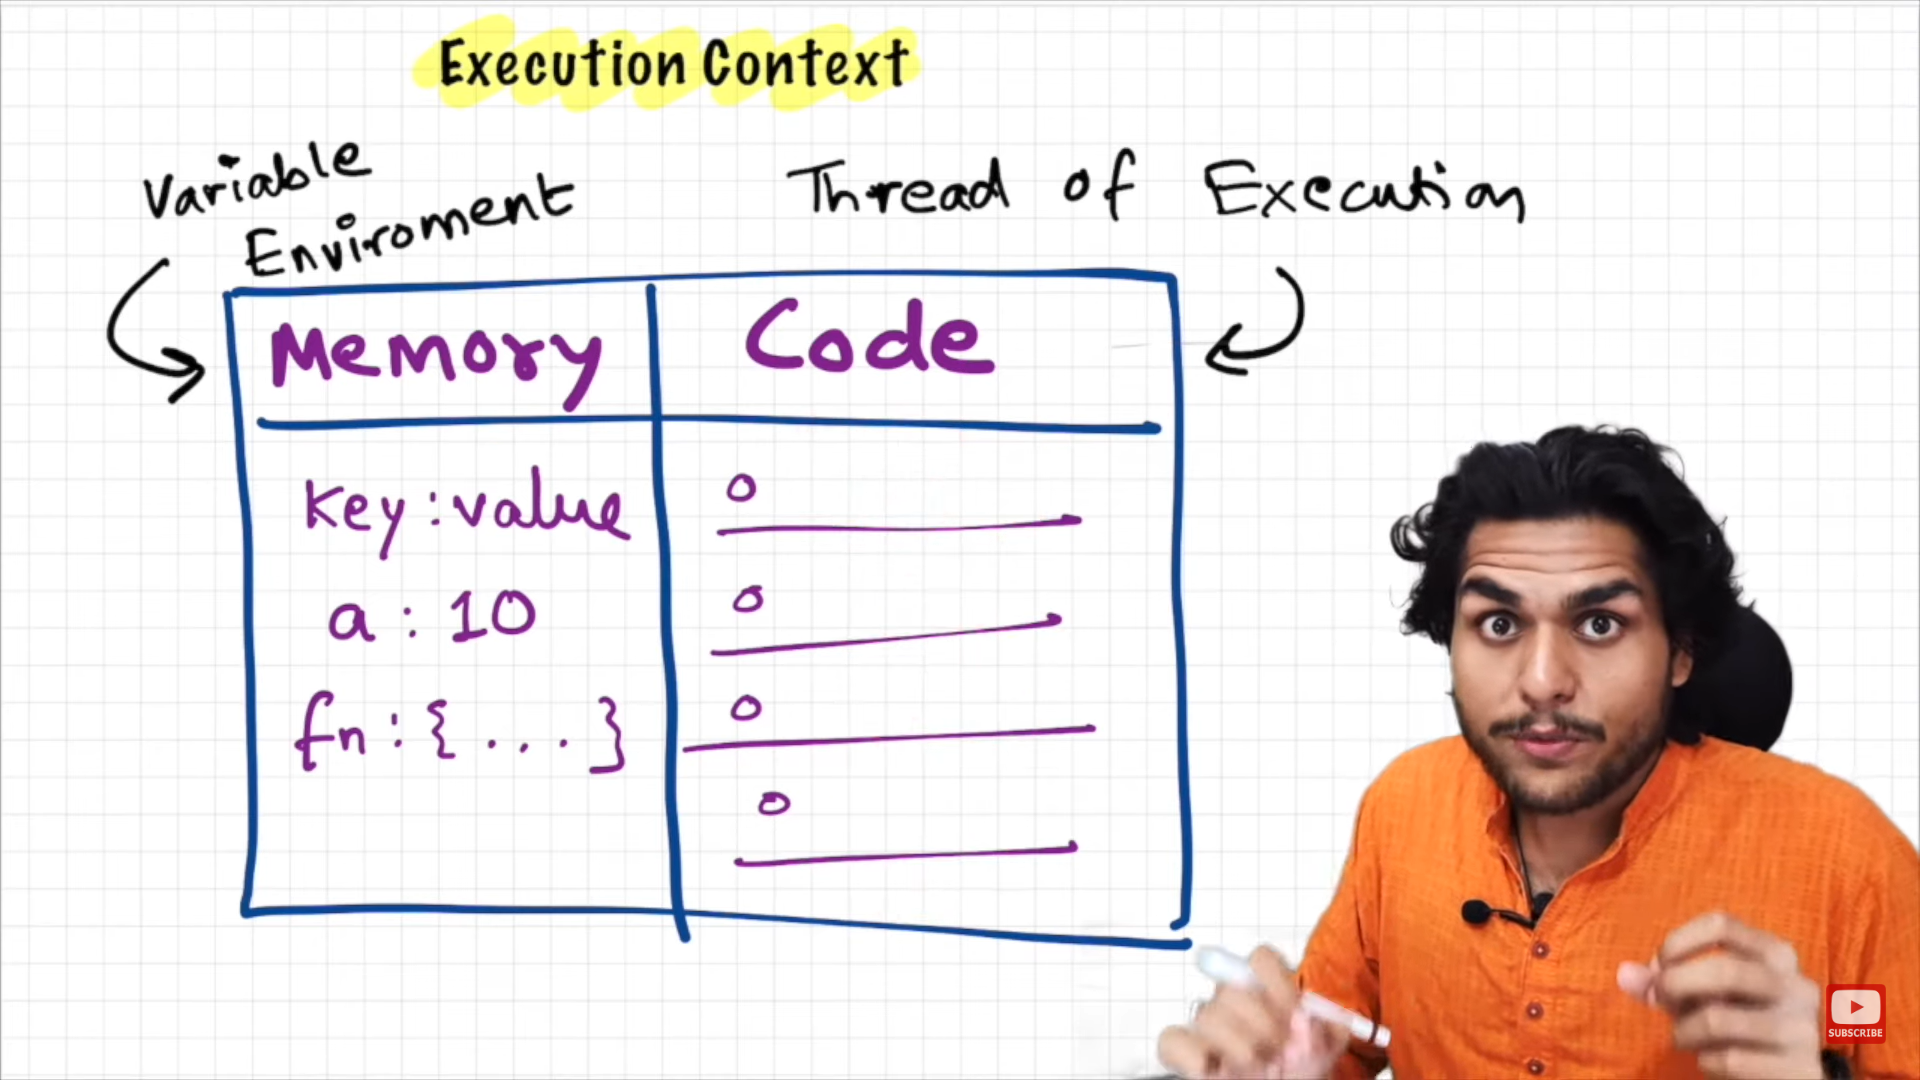 Execution Context
Variable
Enviroment
Thread of Execution
Memory
Code
key : value
a : 10
fn : { . . . }
SUBSCRIBE